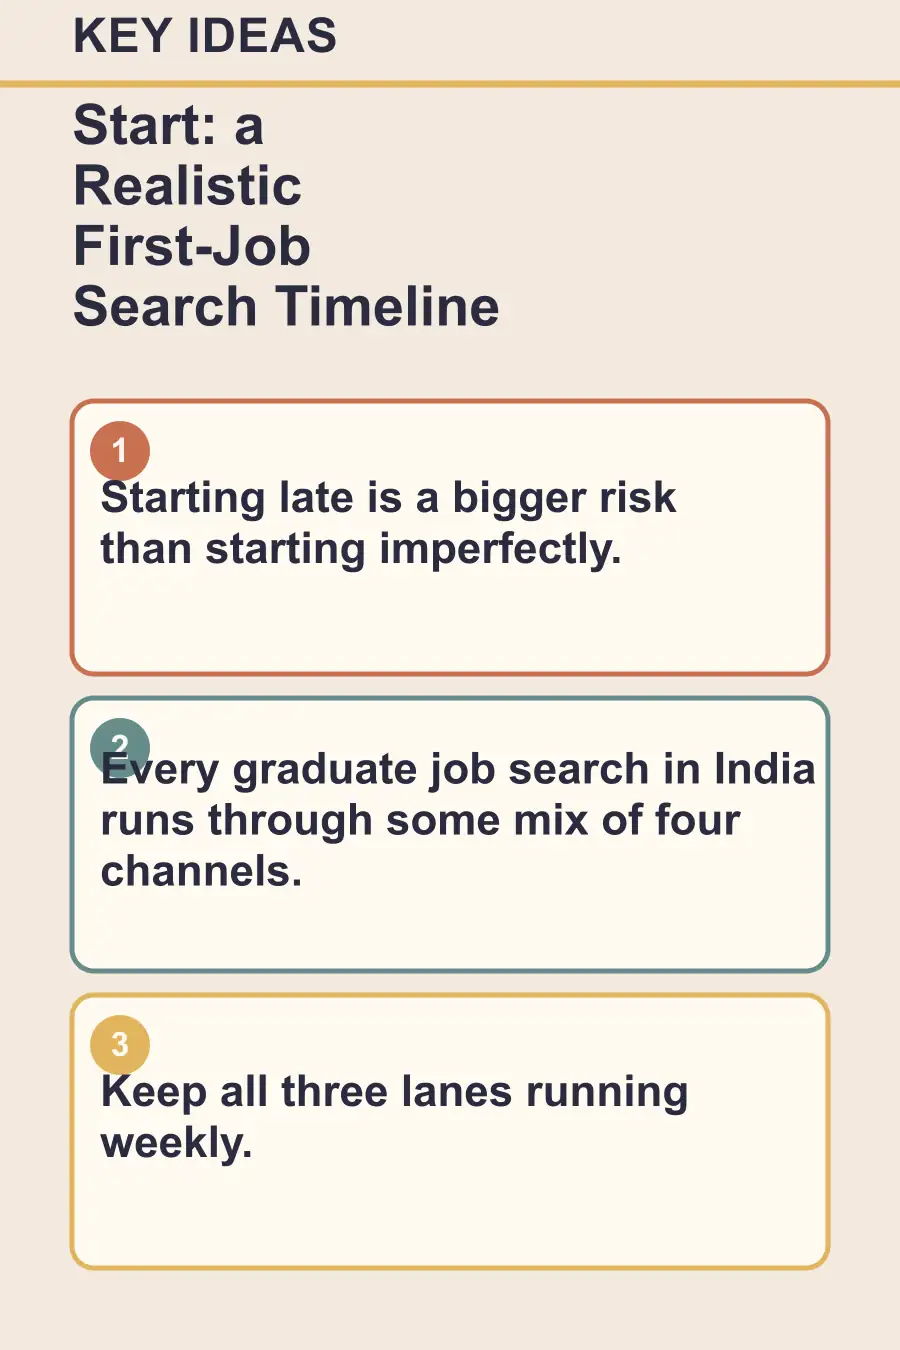 KEY IDEAS
Start: a
Realistic
First-Job
Search Timeline
1
Starting late is a bigger risk
than starting imperfectly.
2
Every graduate job search in India
runs through some mix of four
channels.
3
Keep all three lanes running
weekly.